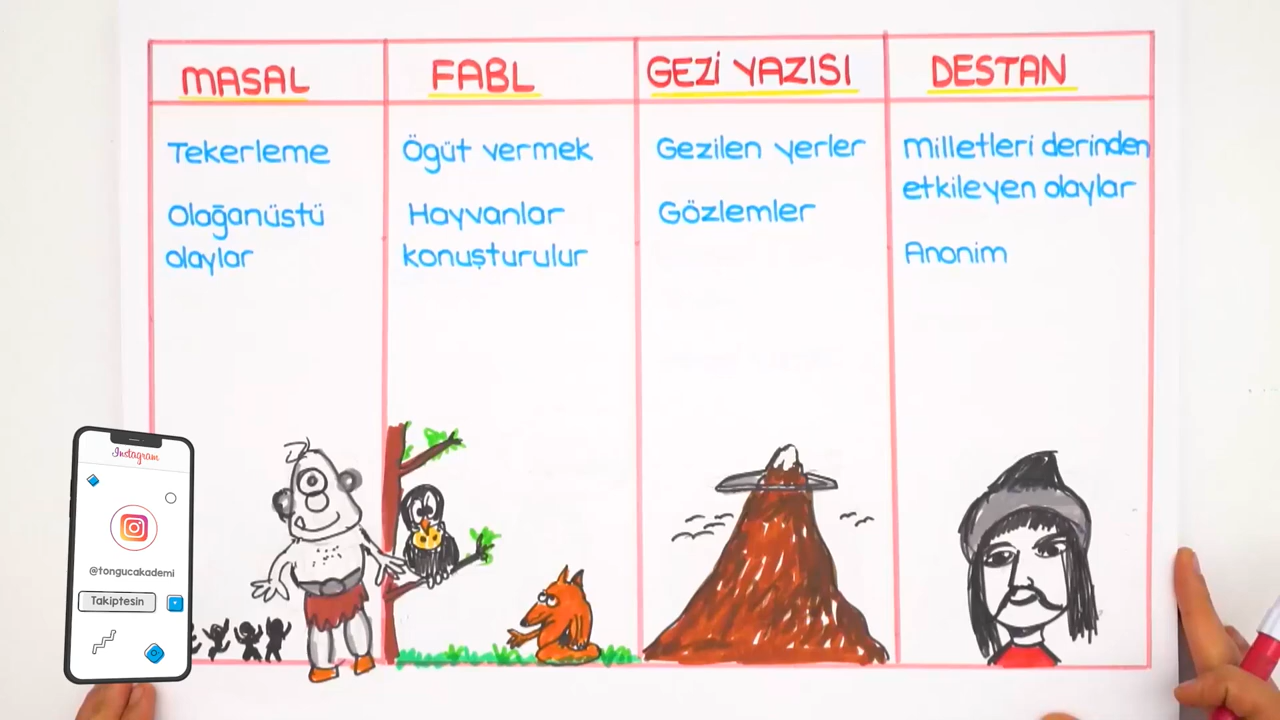 MASAL
Tekerleme
Olağanüstü
olaylar
FABL
Ögüt vermek
Hayvanlar
konuşturulur
GEZİ YAZISI
Gezilen yerler
Gözlemler
DESTAN
milletleri derinden
etkileyen olaylar
Anonim
Instagram
@tongucakademi
Takiptesin